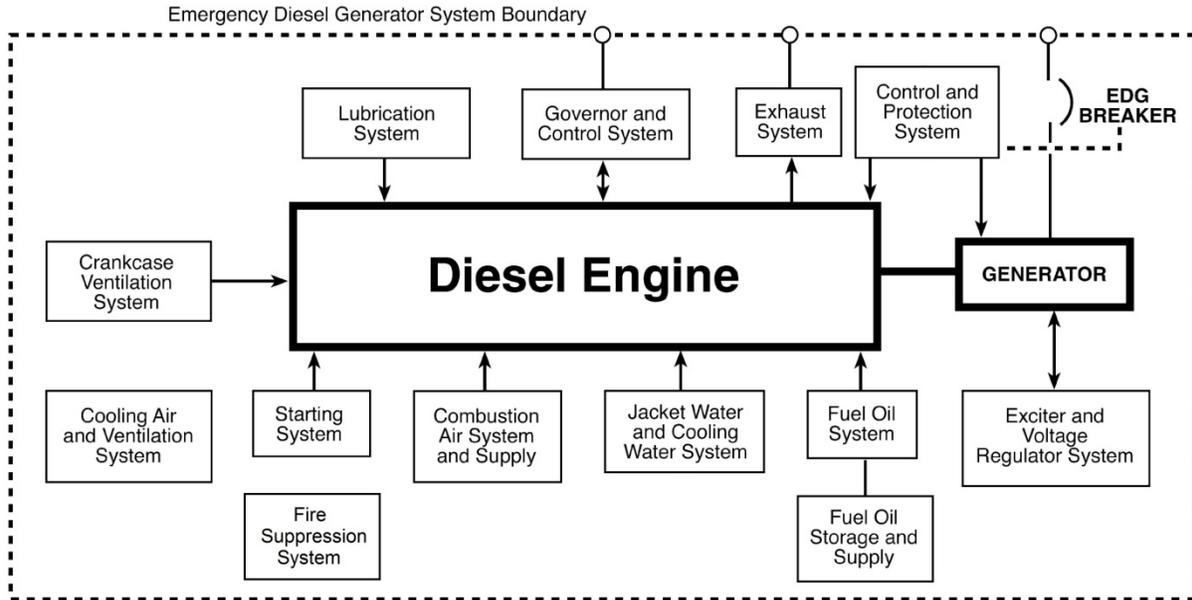 Emergency Diesel Generator System Boundary
Lubrication
System
Governor and
Control System
Exhaust
System
Control and
Protection
System
EDG
BREAKER
Crankcase
Ventilation
System
Diesel Engine
GENERATOR
Cooling Air
and Ventilation
System
Starting
System
Combustion
Air System
and Supply
Jacket Water
and Cooling
Water System
Fuel Oil
System
Exciter and
Voltage
Regulator System
Fire
Suppression
System
Fuel Oil
Storage and
Supply